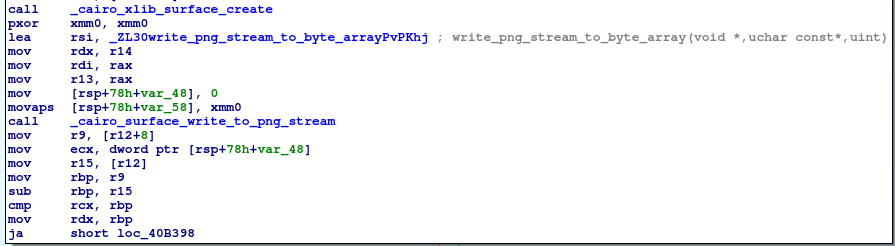 call _cairo_xlib_surface_create
pxor xmm0, xmm0
lea rsi, _ZL30write_png_stream_to_byte_arrayPvPKhj ; write_png_stream_to_byte_array(void *,uchar const*,uint)
mov rdx, r14
mov rdi, rax
mov r13, rax
mov [rsp+78h+var_48], 0
movaps [rsp+78h+var_58], xmm0
call _cairo_surface_write_to_png_stream
mov r9, [r12+8]
mov ecx, dword ptr [rsp+78h+var_48]
mov r15, [r12]
mov rbp, r9
sub rbp, r15
cmp rcx, rbp
mov rdx, rbp
ja short loc_40B398